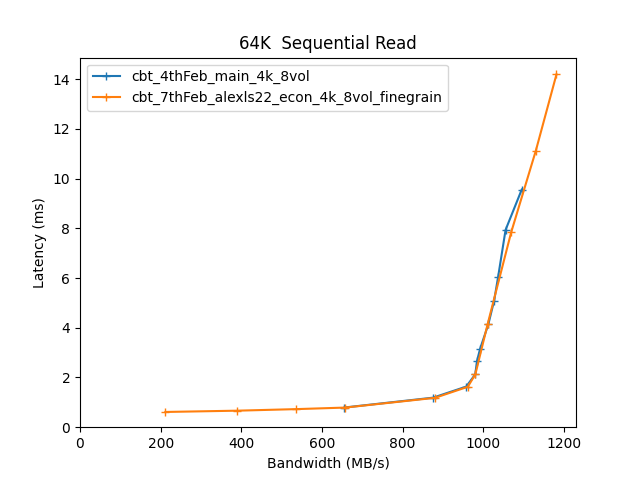 64K  Sequential Read
cbt_4thFeb_main_4k_8vol
cbt_7thFeb_alexls22_econ_4k_8vol_finegrain
14
12
10
8
6
4
2
0
Latency (ms)
0 200 400 600 800 1000 1200
Bandwidth (MB/s)